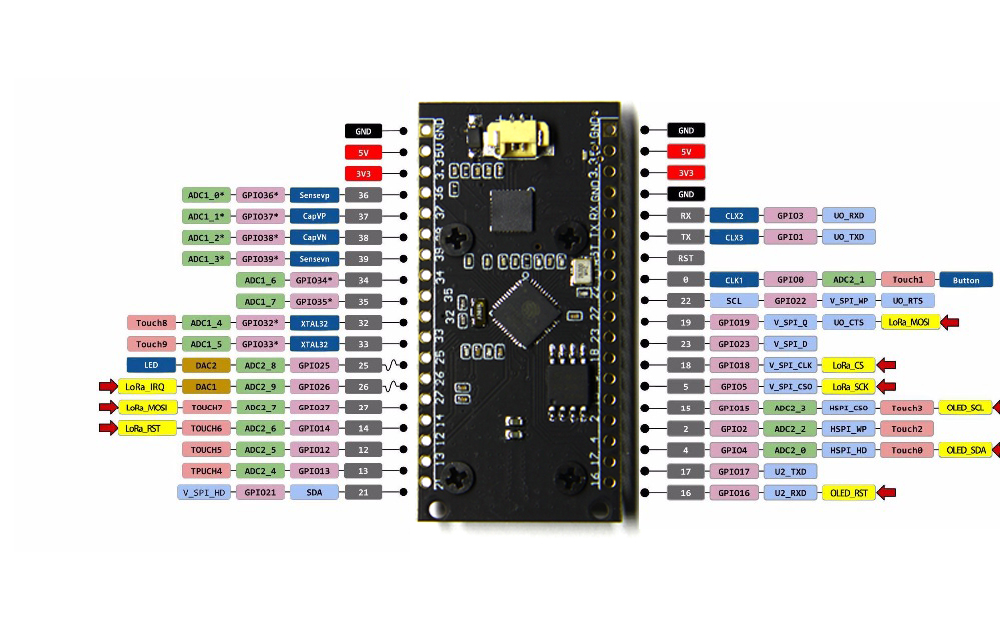 GND GND
5V 5V
3V3 3V3
ADC1_0* GPIO36* Sensevp 36 GND
ADC1_1* GPIO37* CapVP 37 RX CLX2 GPIO3 UO_RXD
ADC1_2* GPIO38* CapVN 38 TX CLX3 GPIO1 UO_TXD
ADC1_3* GPIO39* Sensevn 39 RST
ADC1_6 GPIO34* 34 0 CLK1 GPIO0 ADC2_1 Touch1 Button
ADC1_7 GPIO35* 35 22 SCL GPIO22 V_SPI_WP UO_RTS
Touch8 ADC1_4 GPIO32* XTAL32 32 19 GPIO19 V_SPI_Q UO_CTS LoRa_MOSI
Touch9 ADC1_5 GPIO33* XTAL32 33 23 GPIO23 V_SPI_D
LED DAC2 ADC2_8 GPIO25 25 18 GPIO18 V_SPI_CLK LoRa_CS
LoRa_IRQ DAC1 ADC2_9 GPIO26 26 5 GPIO5 V_SPI_CSO LoRa_SCK
LoRa_MOSI TOUCH7 ADC2_7 GPIO27 27 15 GPIO15 ADC2_3 HSPI_CSO Touch3 OLED_SCL
LoRa_RST TOUCH6 ADC2_6 GPIO14 14 2 GPIO2 ADC2_2 HSPI_WP Touch2
TOUCH5 ADC2_5 GPIO12 12 4 GPIO4 ADC2_0 HSPI_HD Touch0 OLED_SDA
TPUCH4 ADC2_4 GPIO13 13 17 GPIO17 U2_TXD
V_SPI_HD GPIO21 SDA 21 16 GPIO16 U2_RXD OLED_RST